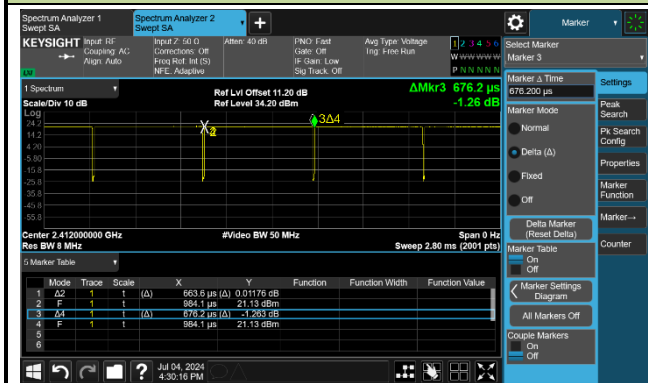 Spectrum Analyzer 1
Swept SA
Spectrum Analyzer 2
Swept SA
Marker
KEYSIGHT Input: RF
Coupling: AC
Align: Auto
Input Z: 50 Ω
Corrections: Off
Freq Ref: Int (S)
NFE: Adaptive
Atten: 40 dB
PNO: Fast
Gate: Off
IF Gain: Low
Sig Track: Off
Avg Type: Voltage
Trig: Free Run
1 2 3 4 5 6
W W W W W W
P N N N N N
LW
Select Marker
Marker 3
1 Spectrum
Scale/Div 10 dB
Ref Lvl Offset 11.20 dB
Ref Level 34.20 dBm
ΔMkr3 676.2 µs
-1.26 dB
Log
24.2
14.2
4.20
-5.80
-15.8
-25.8
-35.8
-45.8
-55.8
X2
3Δ4
Center 2.412000000 GHz
Res BW 8 MHz
#Video BW 50 MHz
Span 0 Hz
Sweep 2.80 ms (2001 pts)
5 Marker Table
Mode Trace Scale X Y Function Function Width Function Value
1 Δ2 1 t (Δ) 663.6 µs (Δ) 0.01176 dB
2 F 1 t 984.1 µs 21.13 dBm
3 Δ4 1 t (Δ) 676.2 µs (Δ) -1.263 dB
4 F 1 t 984.1 µs 21.13 dBm
5
6
Marker Δ Time
676.200 µs
Marker Mode
Normal
Delta (Δ)
Fixed
Off
Delta Marker
(Reset Delta)
Marker Table
On
Off
Marker Settings
Diagram
All Markers Off
Couple Markers
On
Off
Settings
Peak
Search
Pk Search
Config
Properties
Marker
Function
Marker→
Counter
?
Jul 04, 2024
4:30:16 PM